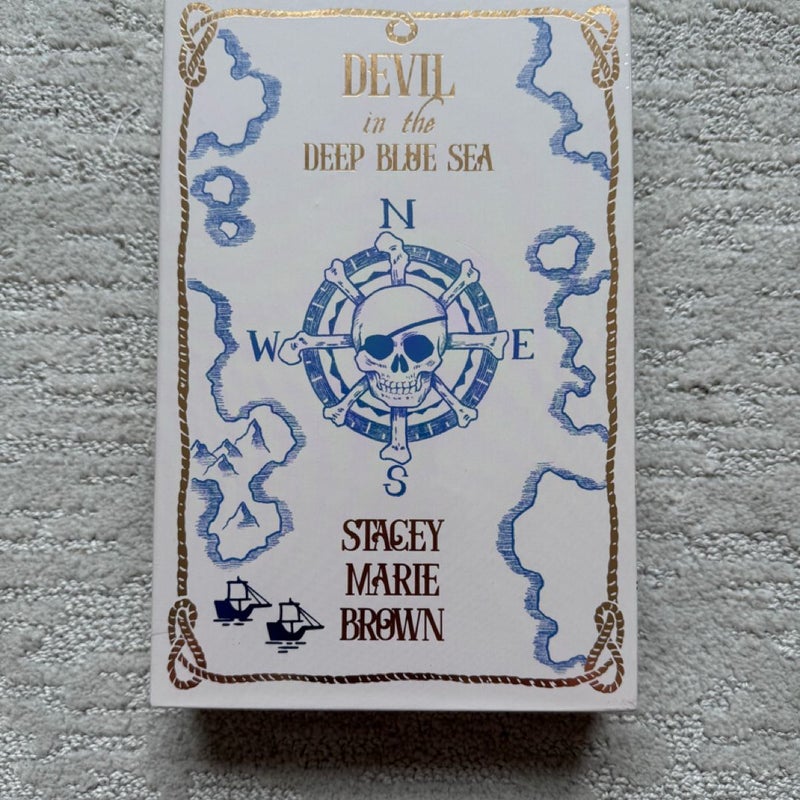 DEVIL
in the
DEEP BLUE SEA
N
W E
S
STACEY
MARIE
BROWN